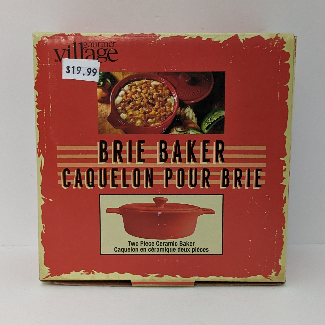 gourmet
village
$19.99
BRIE BAKER
CAQUELON POUR BRIE
Two Piece Ceramic Baker
Caquelon en céramique deux pièces